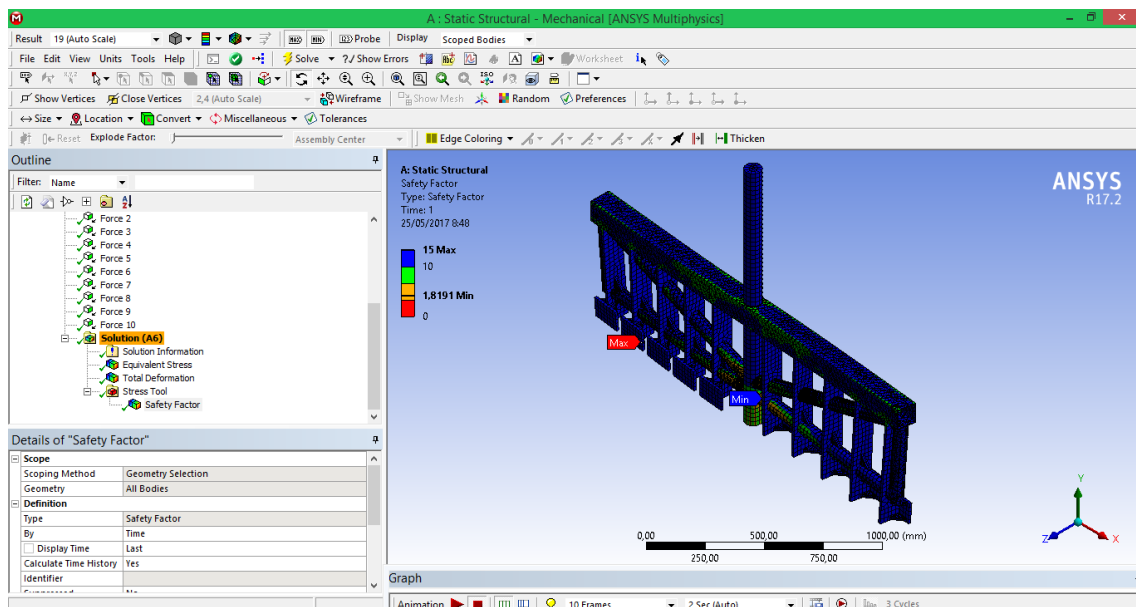 A : Static Structural - Mechanical [ANSYS Multiphysics]
Result 19 (Auto Scale) MAX MIN Probe Display Scoped Bodies
File Edit View Units Tools Help Solve ?/ Show Errors Worksheet
Show Vertices Close Vertices 2,4 (Auto Scale) Wireframe Show Mesh Random Preferences
Size Location Convert Miscellaneous Tolerances
Reset Explode Factor: Assembly Center Edge Coloring Thicken
Outline
Filter: Name
Force 2
Force 3
Force 4
Force 5
Force 6
Force 7
Force 8
Force 9
Force 10
Solution (A6)
Solution Information
Equivalent Stress
Total Deformation
Stress Tool
Safety Factor
Details of "Safety Factor"
Scope
Scoping Method Geometry Selection
Geometry All Bodies
Definition
Type Safety Factor
By Time
Display Time Last
Calculate Time History Yes
Identifier
A: Static Structural
Safety Factor
Type: Safety Factor
Time: 1
25/05/2017 8:48
15 Max
10
1,8191 Min
0
ANSYS
R17.2
Max
Min
0,00 500,00 1000,00 (mm)
250,00 750,00
Y
Z X
Graph
Animation 10 Frames 2 Sec (Auto) 3 Cycles